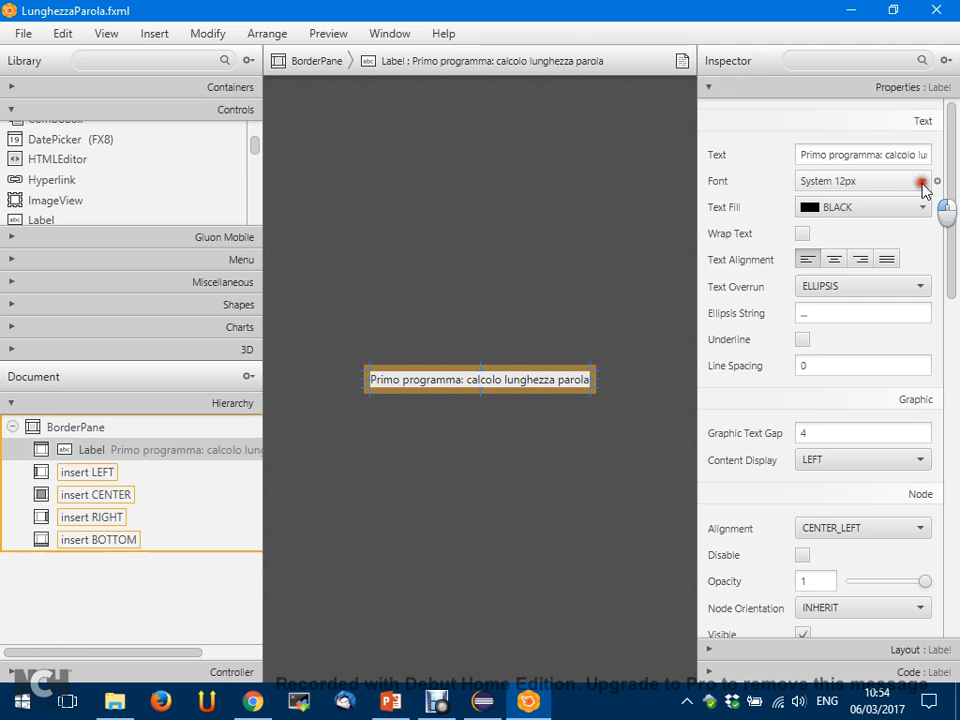 LunghezzaParola.fxml
File Edit View Insert Modify Arrange Preview Window Help
Library
BorderPane
Label : Primo programma: calcolo lunghezza parola
Inspector
Containers
Controls
ComboBox
DatePicker (FX8)
HTMLEditor
Hyperlink
ImageView
Label
Gluon Mobile
Menu
Miscellaneous
Shapes
Charts
3D
Document
Hierarchy
BorderPane
Label Primo programma: calcolo lung
insert LEFT
insert CENTER
insert RIGHT
insert BOTTOM
Controller
Primo programma: calcolo lunghezza parola
Properties : Label
Text
Text Primo programma: calcolo lu
Font System 12px
Text Fill BLACK
Wrap Text
Text Alignment
Text Overrun ELLIPSIS
Ellipsis String ...
Underline
Line Spacing 0
Graphic
Graphic Text Gap 4
Content Display LEFT
Node
Alignment CENTER_LEFT
Disable
Opacity 1
Node Orientation INHERIT
Visible
Layout : Label
Code : Label
NCH
Recorded with Debut Home Edition. Upgrade to Pro to remove this message
ENG
10:54
06/03/2017